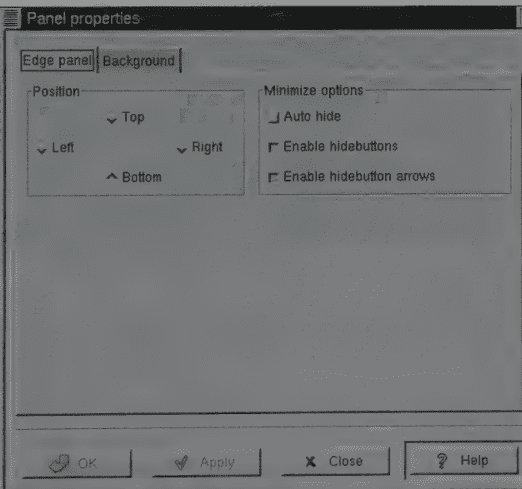 Panel properties
Edge panel Background
Position
Top
Left Right
Bottom
Minimize options
Auto hide
Enable hidebuttons
Enable hidebutton arrows
OK Apply Close Help